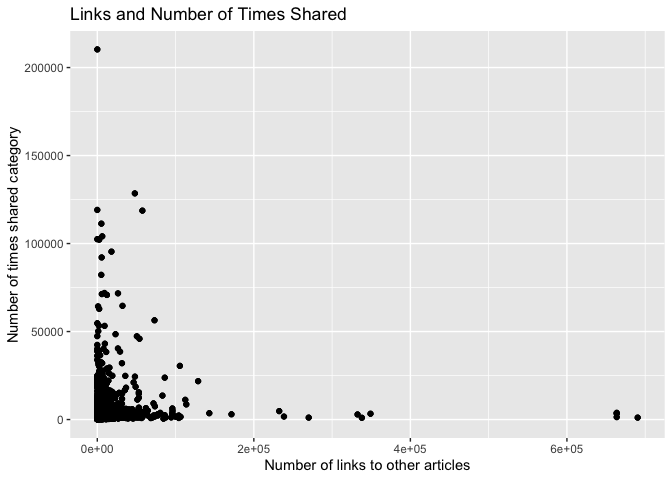 Links and Number of Times Shared
Number of times shared category
200000
150000
100000
50000
0
0e+00
2e+05
4e+05
6e+05
Number of links to other articles